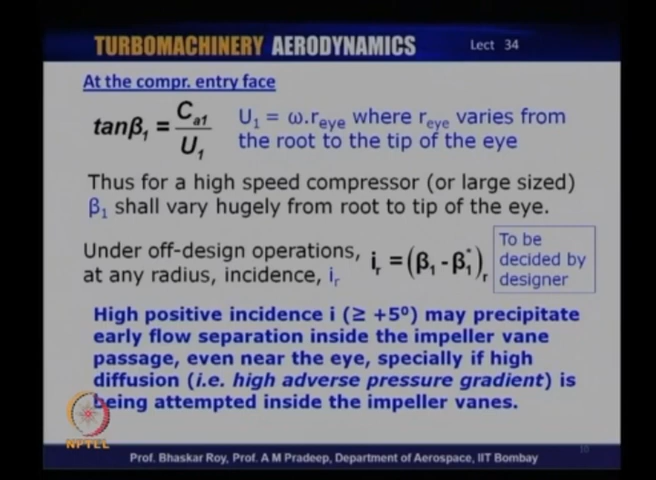 TURBOMACHINERY AERODYNAMICS Lect 34
At the compr. entry face
tanβ₁ = Cₐ₁ / U₁
U₁ = ω.r_eye where r_eye varies from
the root to the tip of the eye
Thus for a high speed compressor (or large sized)
β₁ shall vary hugely from root to tip of the eye.
Under off-design operations,
at any radius, incidence, iᵣ
iᵣ = (β₁ - β₁*)ᵣ
To be
decided by
designer
High positive incidence i (≥ +5⁰) may precipitate
early flow separation inside the impeller vane
passage, even near the eye, specially if high
diffusion (i.e. high adverse pressure gradient) is
being attempted inside the impeller vanes.
NPTEL
Prof. Bhaskar Roy, Prof. A M Pradeep, Department of Aerospace, IIT Bombay
10